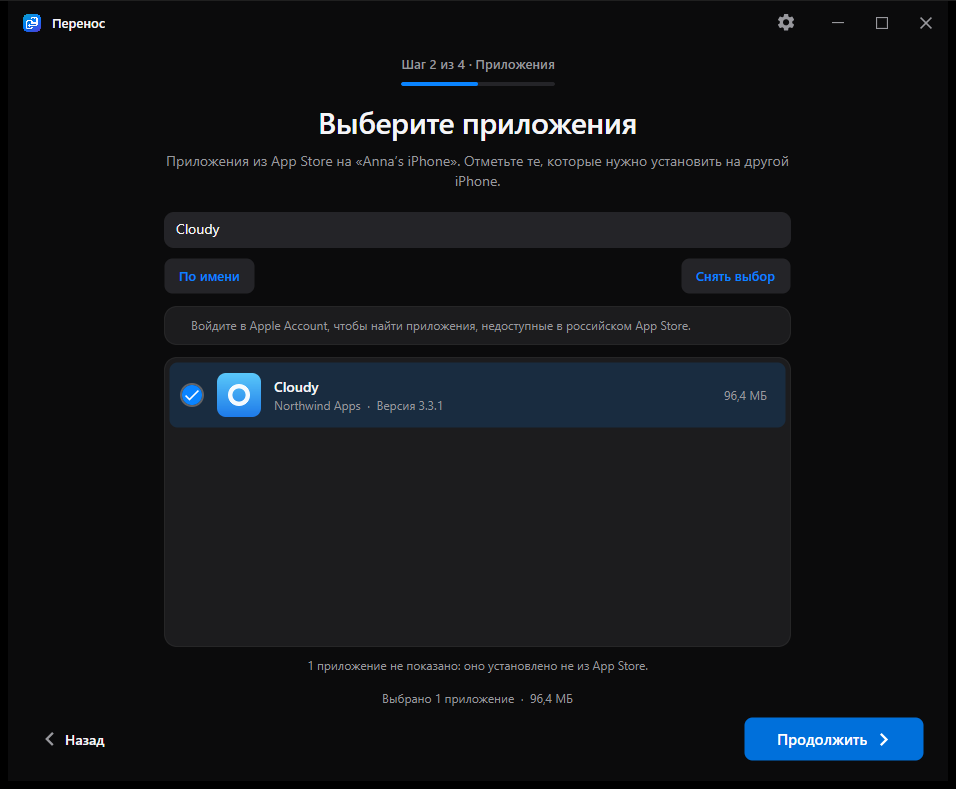 Перенос
Шаг 2 из 4 · Приложения
Выберите приложения
Приложения из App Store на «Anna’s iPhone». Отметьте те, которые нужно установить на другой
iPhone.
Cloudy
По имени
Снять выбор
Войдите в Apple Account, чтобы найти приложения, недоступные в российском App Store.
Cloudy
Northwind Apps · Версия 3.3.1
96,4 МБ
1 приложение не показано: оно установлено не из App Store.
Выбрано 1 приложение · 96,4 МБ
Назад
Продолжить